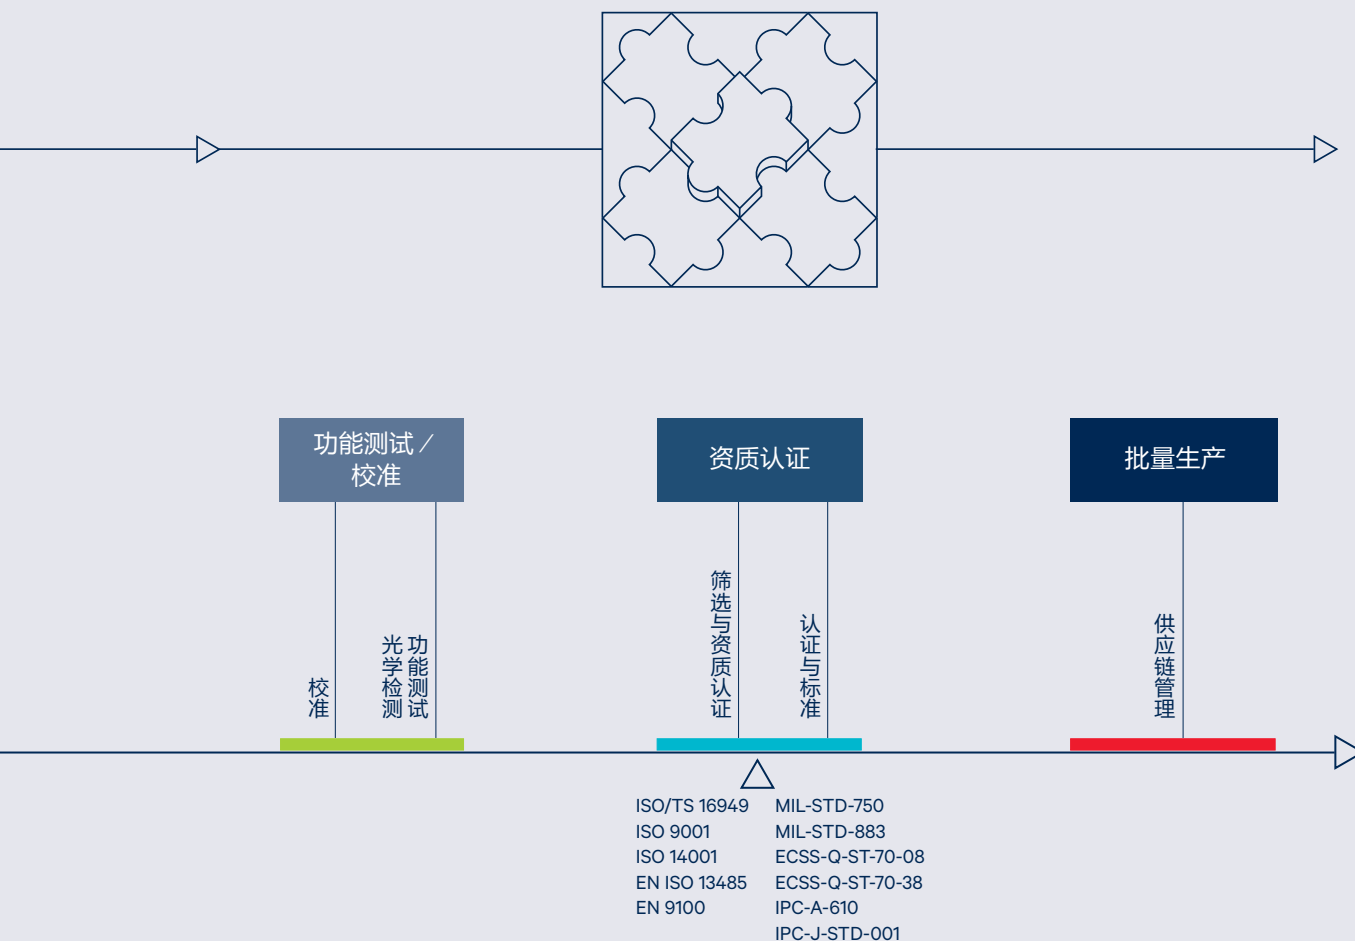 功能测试／
校准
资质认证
批量生产
校准
功能测试
光学检测
筛选与资质认证
认证与标准
供应链管理
ISO/TS 16949
ISO 9001
ISO 14001
EN ISO 13485
EN 9100
MIL-STD-750
MIL-STD-883
ECSS-Q-ST-70-08
ECSS-Q-ST-70-38
IPC-A-610
IPC-J-STD-001